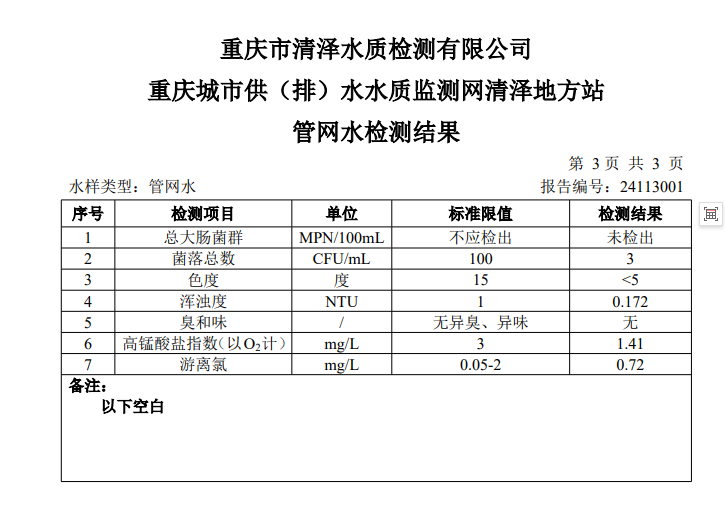 重庆市清泽水质检测有限公司
重庆城市供（排）水水质监测网清泽地方站
管网水检测结果
第 3 页 共 3 页
水样类型：管网水 报告编号：24113001
序号 检测项目 单位 标准限值 检测结果
1 总大肠菌群 MPN/100mL 不应检出 未检出
2 菌落总数 CFU/mL 100 3
3 色度 度 15 <5
4 浑浊度 NTU 1 0.172
5 臭和味 / 无异臭、异味 无
6 高锰酸盐指数（以 O₂计） mg/L 3 1.41
7 游离氯 mg/L 0.05-2 0.72
备注：
以下空白